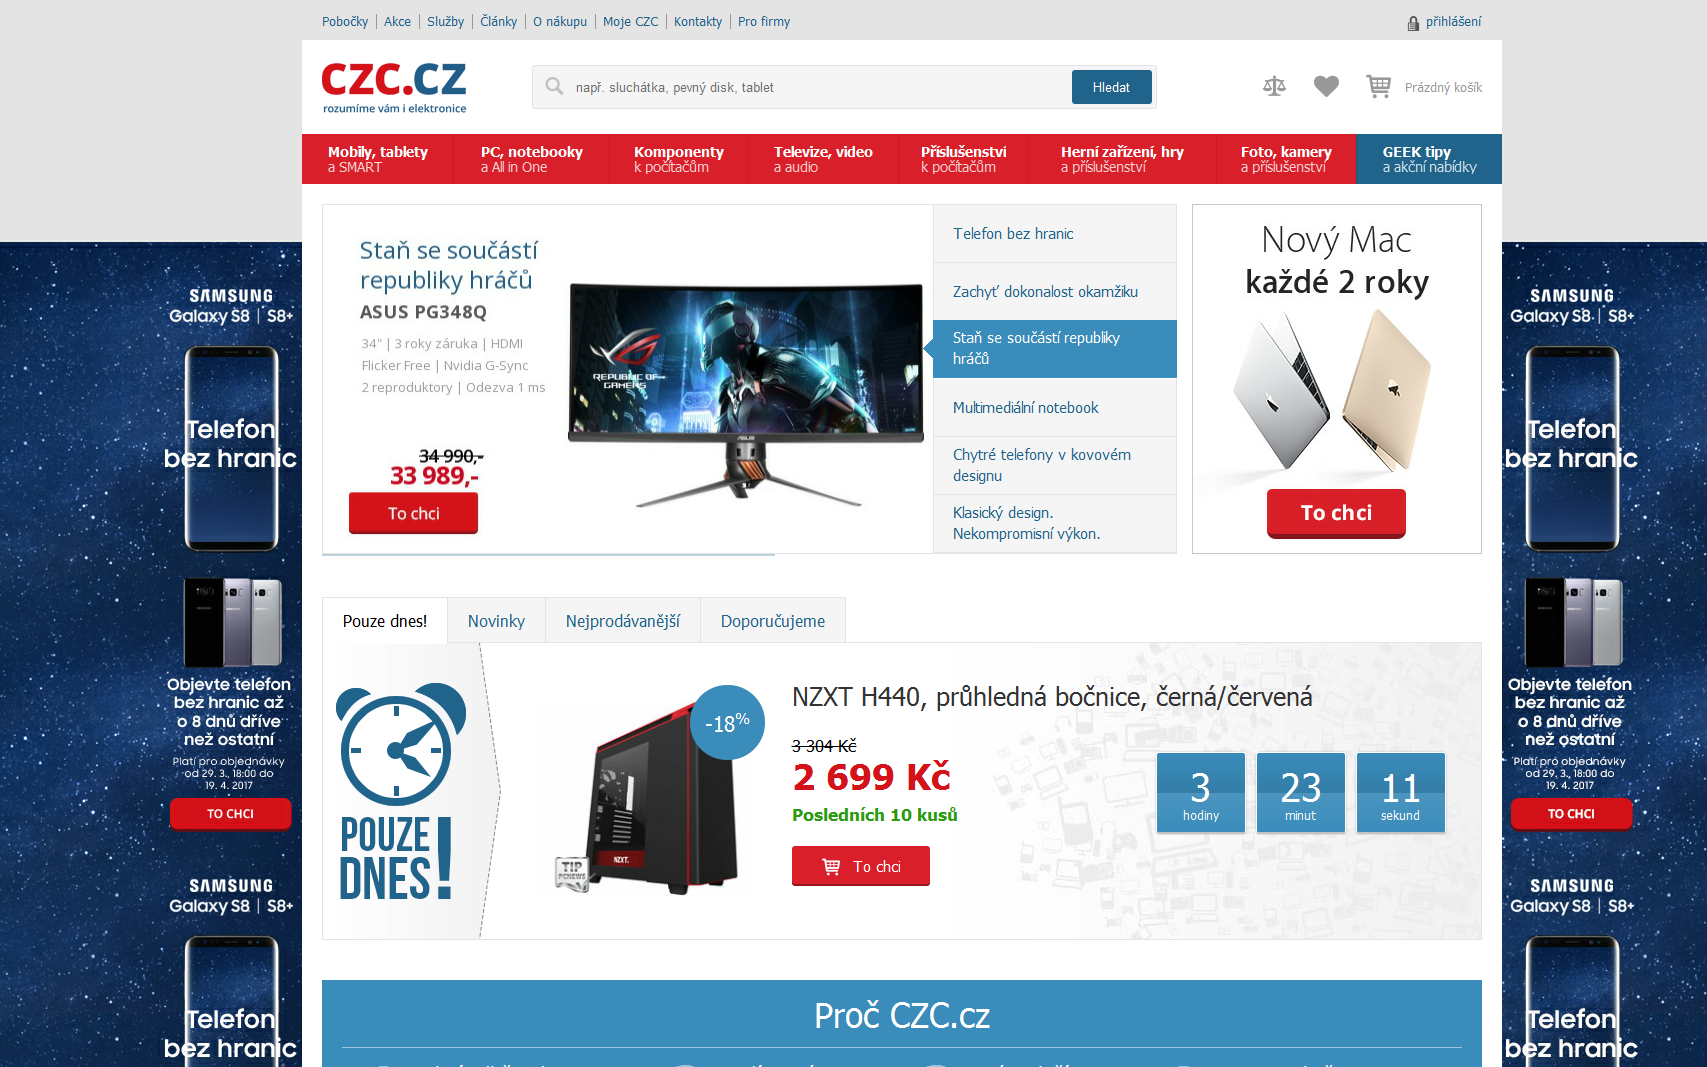 Pobočky
Akce
Služby
Články
O nákupu
Moje CZC
Kontakty
Pro firmy
přihlášení
CZC.CZ
rozumíme vám i elektronice
např. sluchátka, pevný disk, tablet
Hledat
Prázdný košík
Mobily, tablety
a SMART
PC, notebooky
a All in One
Komponenty
k počítačům
Televize, video
a audio
Příslušenství
k počítačům
Herní zařízení, hry
a příslušenství
Foto, kamery
a příslušenství
GEEK tipy
a akční nabídky
Staň se součástí
republiky hráčů
ASUS PG348Q
34" | 3 roky záruka | HDMI
Flicker Free | Nvidia G-Sync
2 reproduktory | Odezva 1 ms
34 990,-
33 989,-
To chci
REPUBLIC OF
GAMERS
ASUS
Telefon bez hranic
Zachyť dokonalost okamžiku
Staň se součástí republiky
hráčů
Multimediální notebook
Chytré telefony v kovovém
designu
Klasický design.
Nekompromisní výkon.
Nový Mac
každé 2 roky
To chci
SAMSUNG
Galaxy S8 | S8+
Telefon
bez hranic
Objevte telefon
bez hranic až
o 8 dnů dříve
než ostatní
Platí pro objednávky
od 29. 3., 18:00 do
19. 4. 2017
TO CHCI
SAMSUNG
Galaxy S8 | S8+
Telefon
bez hranic
SAMSUNG
Galaxy S8 | S8+
Telefon
bez hranic
Objevte telefon
bez hranic až
o 8 dnů dříve
než ostatní
Platí pro objednávky
od 29. 3., 18:00 do
19. 4. 2017
TO CHCI
SAMSUNG
Galaxy S8 | S8+
Telefon
bez hranic
Pouze dnes!
Novinky
Nejprodávanější
Doporučujeme
POUZE
DNES!
-18%
NZXT.
TIP
PCNEWS
NZXT H440, průhledná bočnice, černá/červená
3 304 Kč
2 699 Kč
Posledních 10 kusů
To chci
3
hodiny
23
minut
11
sekund
Proč CZC.cz